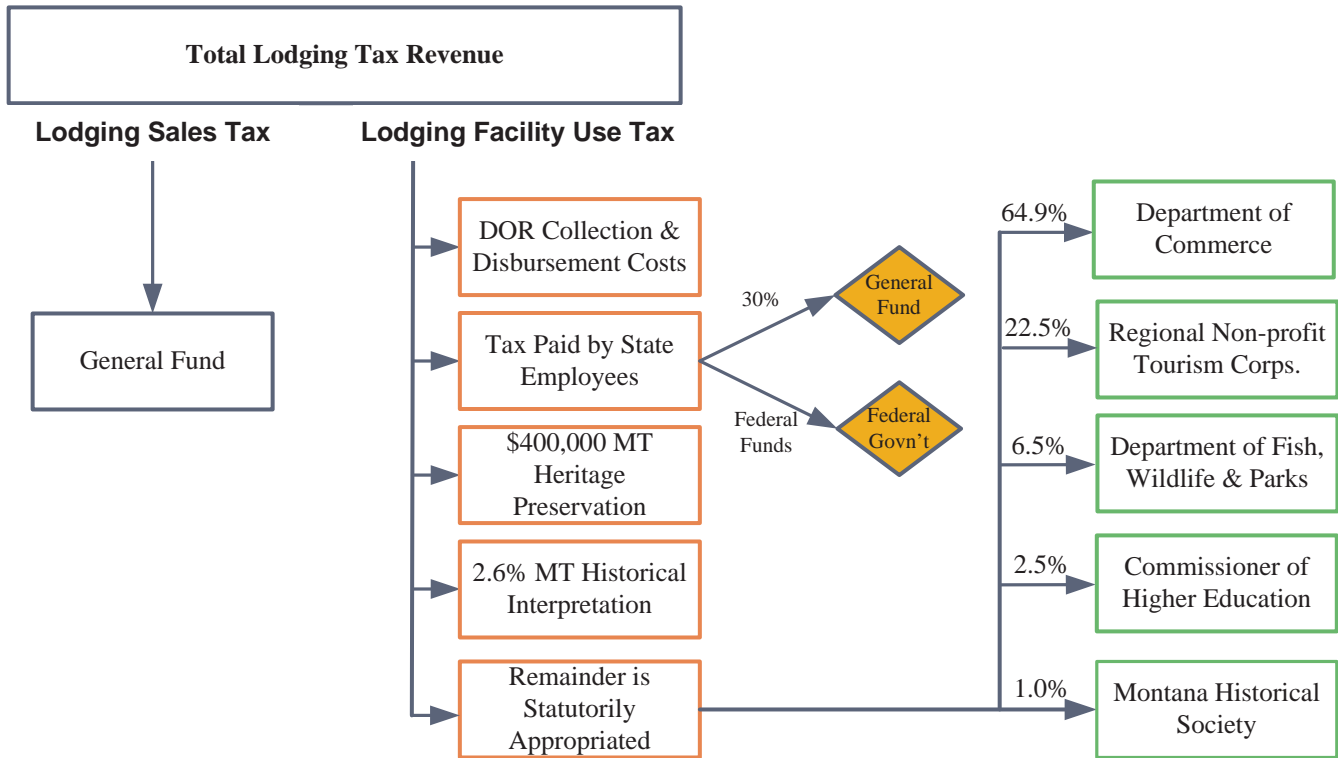 Total Lodging Tax Revenue
Lodging Sales Tax
Lodging Facility Use Tax
General Fund
DOR Collection &
Disbursement Costs
Tax Paid by State
Employees
$400,000 MT
Heritage
Preservation
2.6% MT Historical
Interpretation
Remainder is
Statutorily
Appropriated
30%
General
Fund
Federal
Funds
Federal
Govn’t
64.9%
Department of
Commerce
22.5%
Regional Non-profit
Tourism Corps.
6.5%
Department of Fish,
Wildlife & Parks
2.5%
Commissioner of
Higher Education
1.0%
Montana Historical
Society